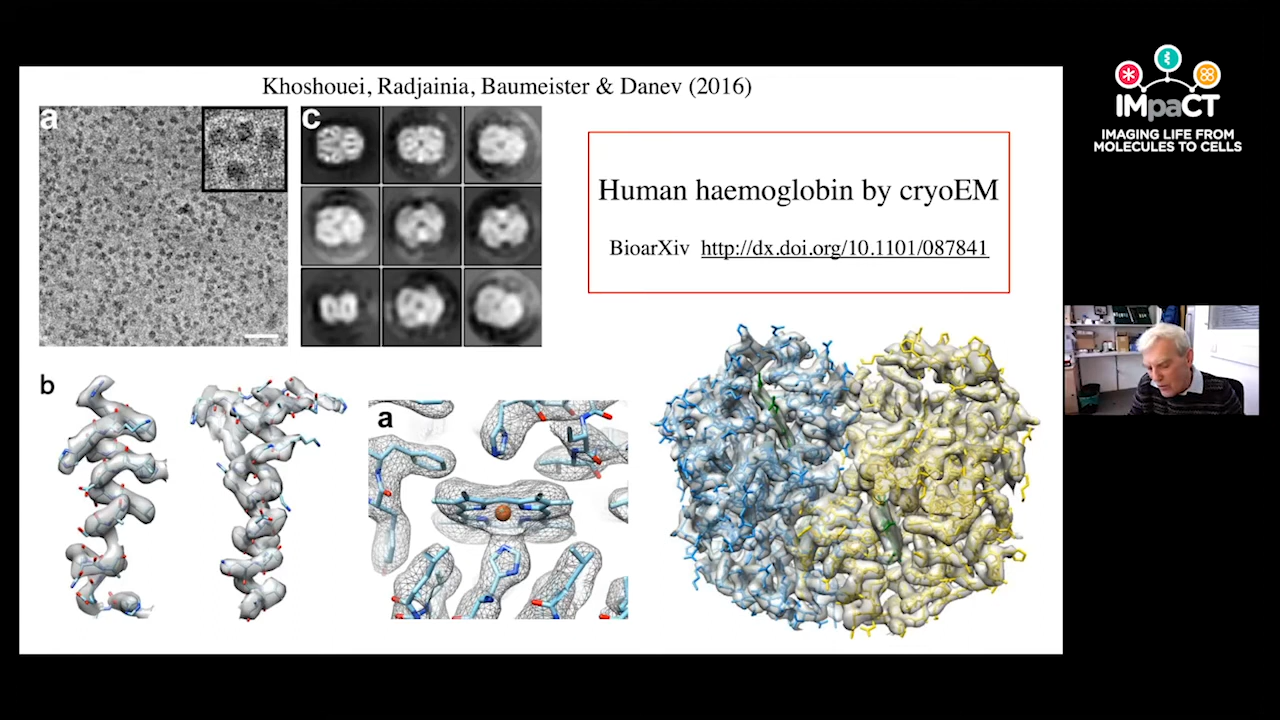 Khoshouei, Radjainia, Baumeister & Danev (2016)
a
c
Human haemoglobin by cryoEM
BioarXiv http://dx.doi.org/10.1101/087841
b
a
IMpaCT
IMAGING LIFE FROM
MOLECULES TO CELLS